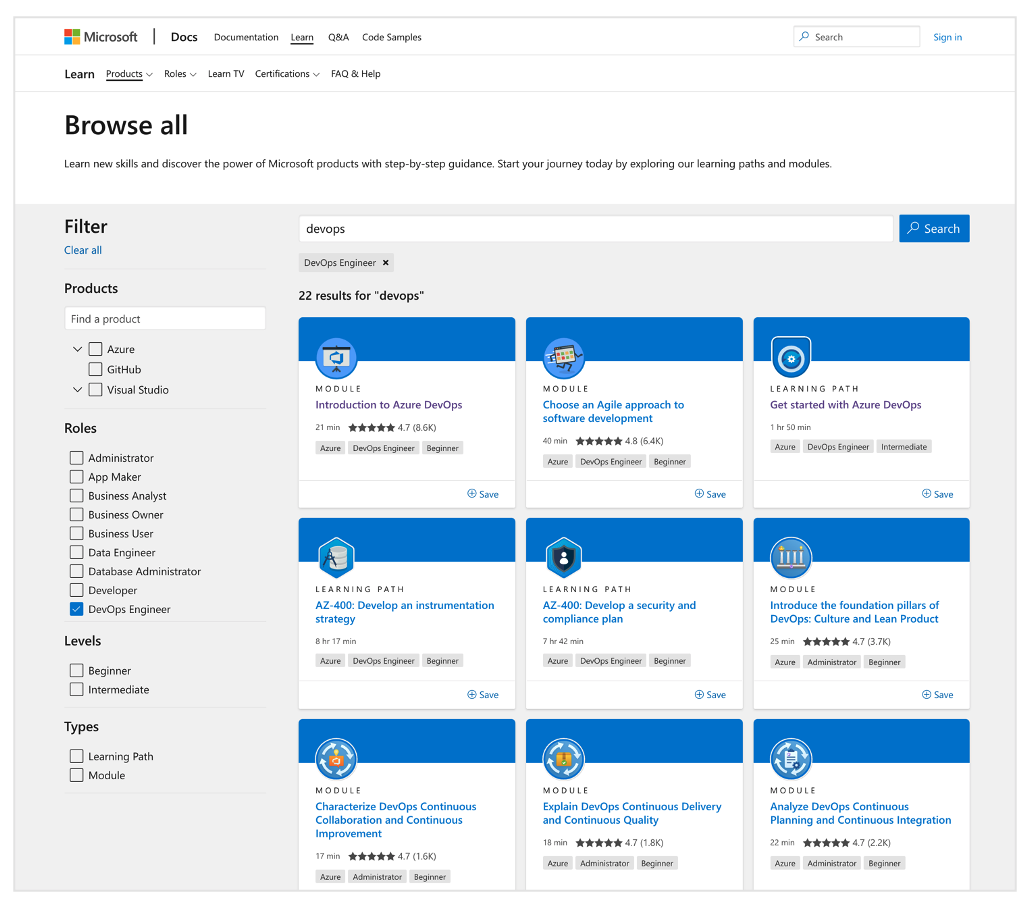 Microsoft
Docs
Documentation
Learn
Q&A
Code Samples
Search
Sign in
Learn
Products
Roles
Learn TV
Certifications
FAQ & Help
Browse all
Learn new skills and discover the power of Microsoft products with step-by-step guidance. Start your journey today by exploring our learning paths and modules.
Filter
Clear all
Products
Find a product
Azure
GitHub
Visual Studio
Roles
Administrator
App Maker
Business Analyst
Business Owner
Business User
Data Engineer
Database Administrator
Developer
DevOps Engineer
Levels
Beginner
Intermediate
Types
Learning Path
Module
devops
Search
DevOps Engineer
22 results for "devops"
MODULE
Introduction to Azure DevOps
21 min ★★★★★ 4.7 (8.6K)
Azure DevOps Engineer Beginner
Save
MODULE
Choose an Agile approach to
software development
40 min ★★★★★ 4.8 (6.4K)
Azure DevOps Engineer Beginner
Save
LEARNING PATH
Get started with Azure DevOps
1 hr 50 min
Azure DevOps Engineer Intermediate
Save
LEARNING PATH
AZ-400: Develop an instrumentation
strategy
8 hr 17 min
Azure DevOps Engineer Beginner
Save
LEARNING PATH
AZ-400: Develop a security and
compliance plan
7 hr 42 min
Azure DevOps Engineer Beginner
Save
MODULE
Introduce the foundation pillars of
DevOps: Culture and Lean Product
25 min ★★★★★ 4.7 (3.7K)
Azure Administrator Beginner
Save
MODULE
Characterize DevOps Continuous
Collaboration and Continuous
Improvement
17 min ★★★★★ 4.7 (1.6K)
Azure Administrator Beginner
MODULE
Explain DevOps Continuous Delivery
and Continuous Quality
18 min ★★★★★ 4.7 (1.8K)
Azure Administrator Beginner
MODULE
Analyze DevOps Continuous
Planning and Continuous Integration
22 min ★★★★★ 4.7 (2.2K)
Azure Administrator Beginner